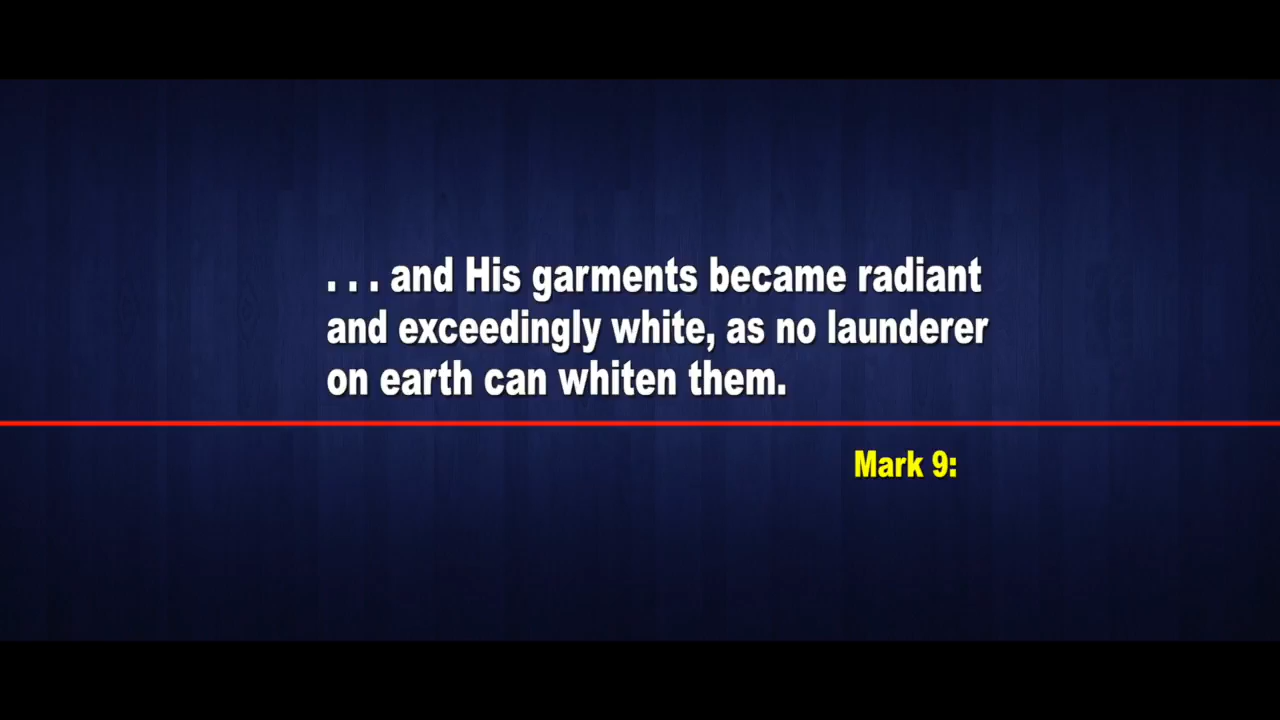 . . . and His garments became radiant
and exceedingly white, as no launderer
on earth can whiten them.
Mark 9: